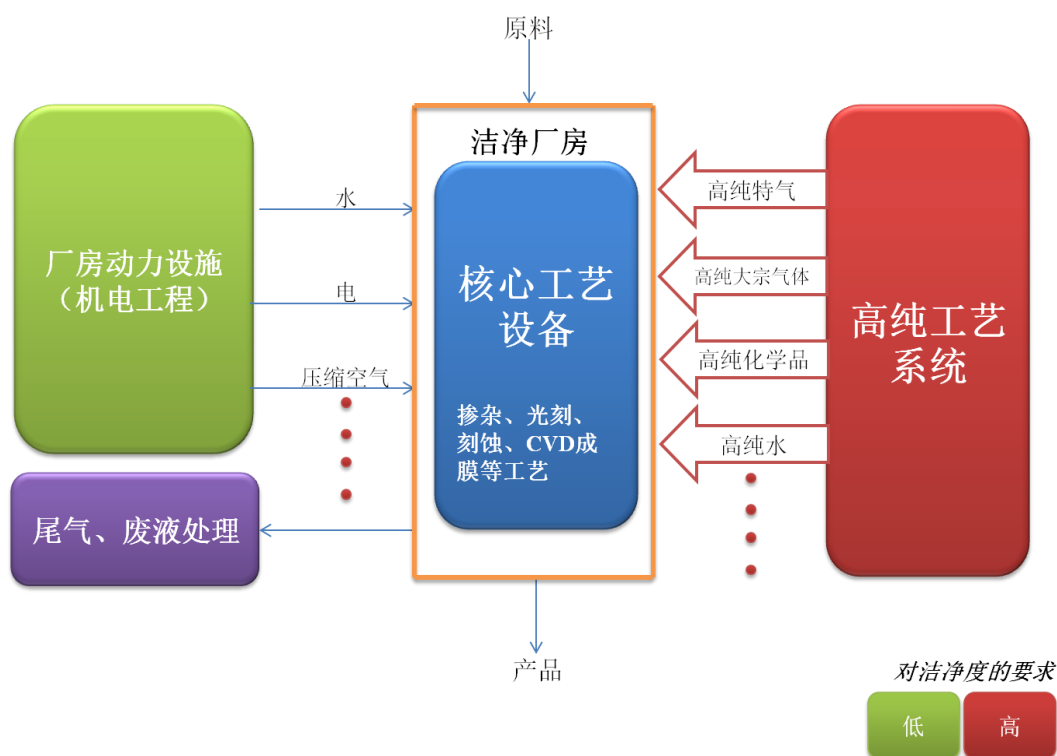 原料
洁净厂房
水
电
压缩空气
厂房动力设施
（机电工程）
尾气、废液处理
核心工艺
设备
掺杂、光刻、
刻蚀、CVD成
膜等工艺
高纯特气
高纯大宗气体
高纯化学品
高纯水
高纯工艺
系统
产品
对洁净度的要求
低
高